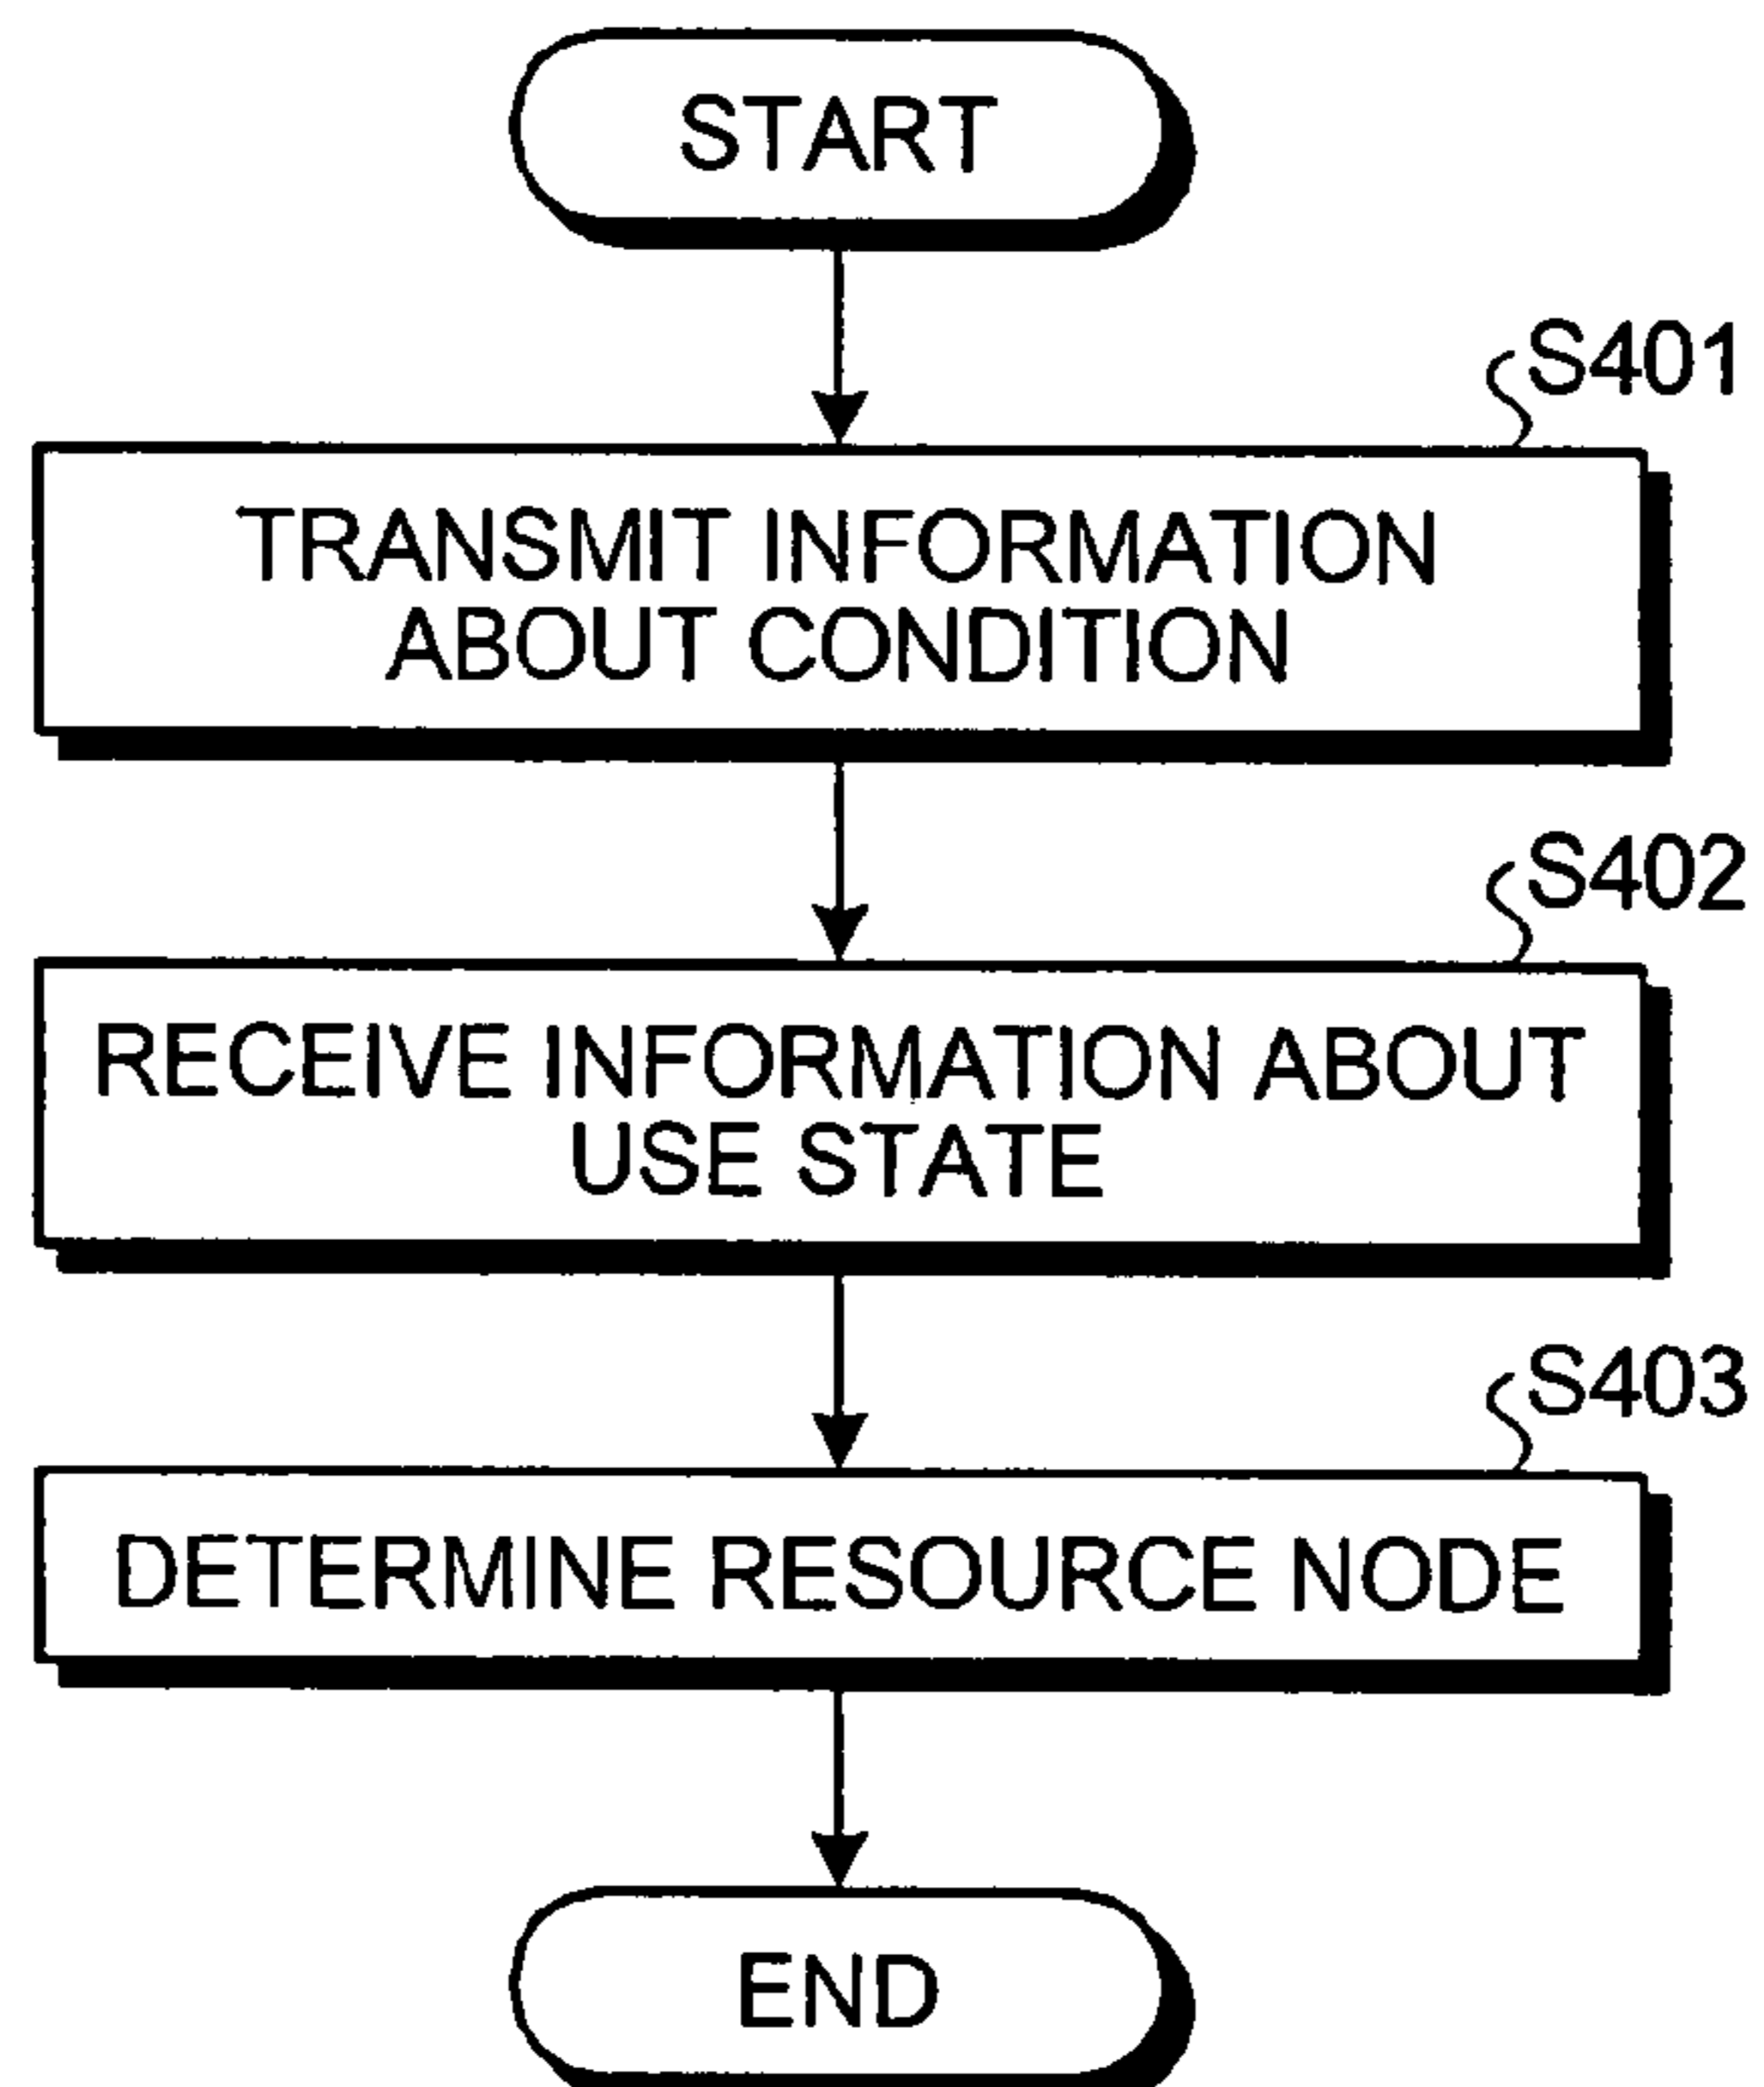 START
S401
TRANSMIT INFORMATION
ABOUT CONDITION
S402
RECEIVE INFORMATION ABOUT
USE STATE
S403
DETERMINE RESOURCE NODE
END